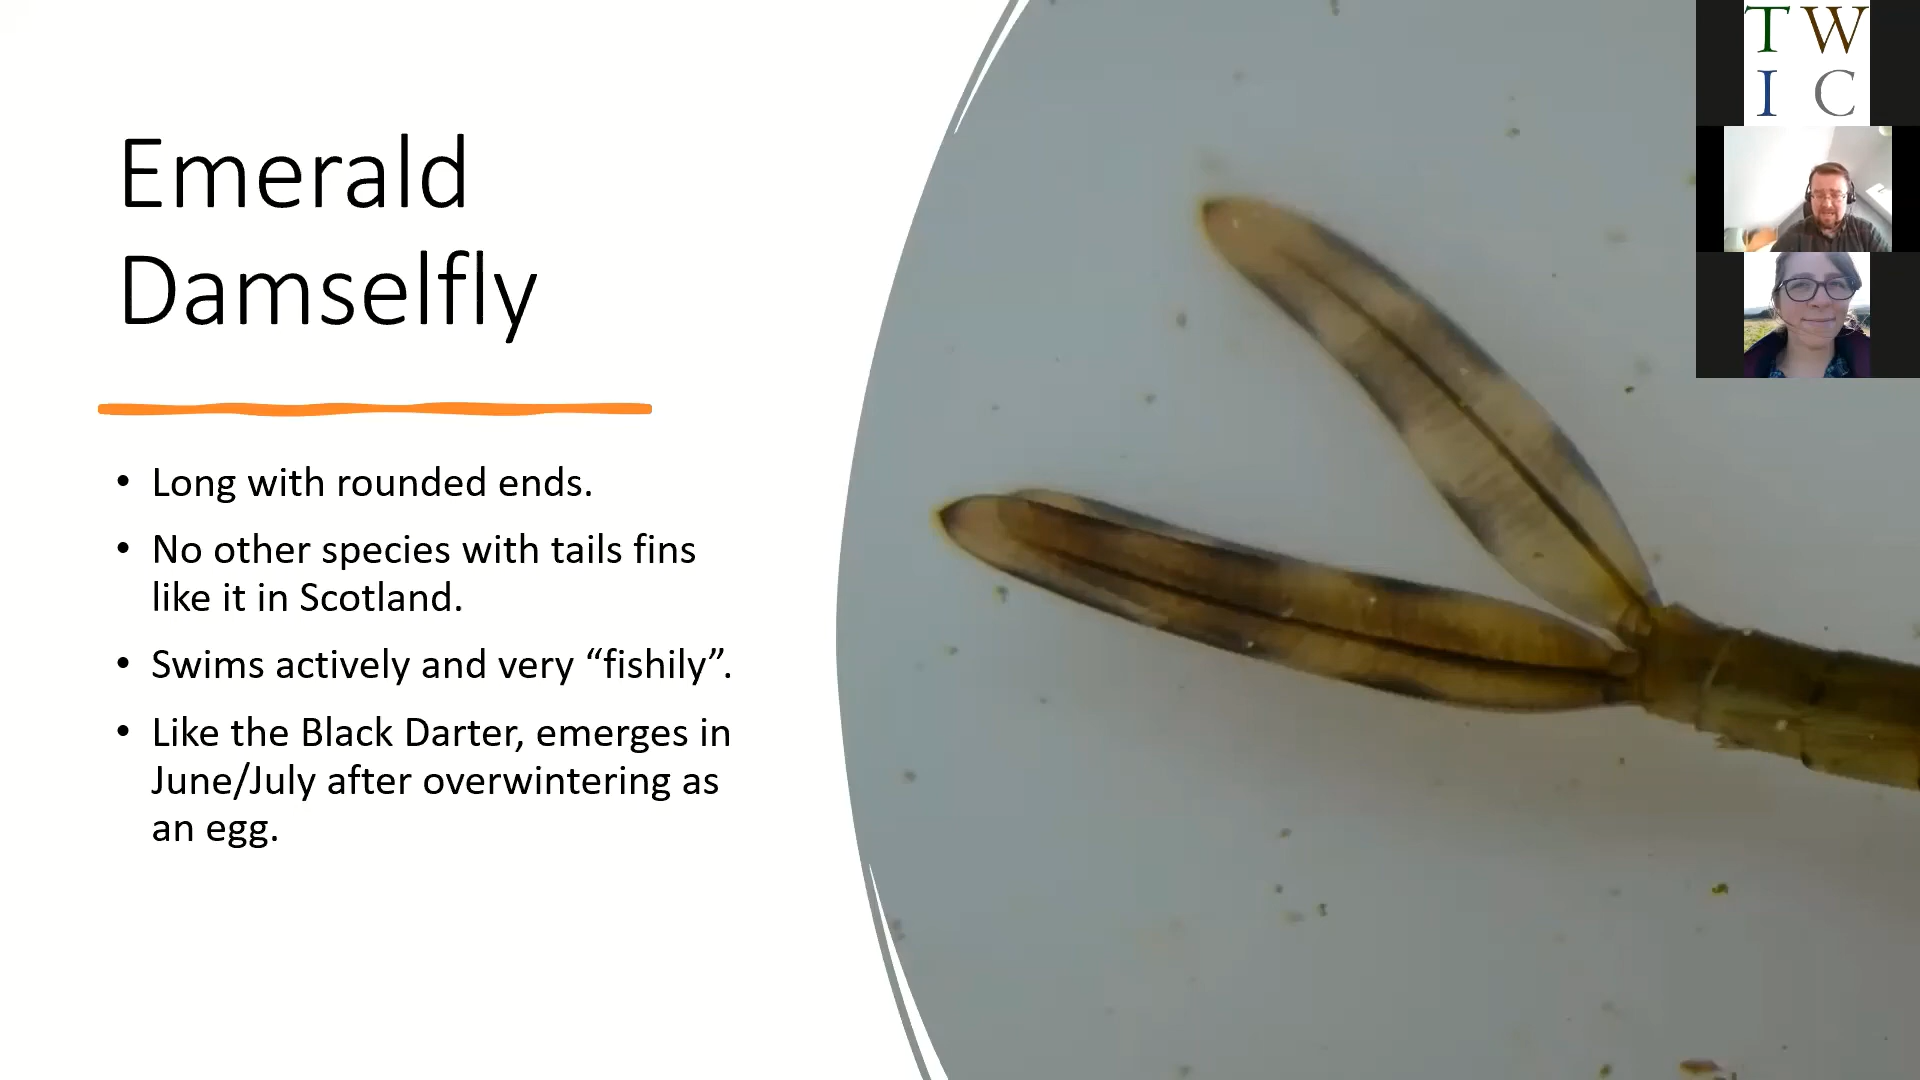 Emerald
Damselfly
• Long with rounded ends.
• No other species with tails fins
like it in Scotland.
• Swims actively and very “fishily”.
• Like the Black Darter, emerges in
June/July after overwintering as
an egg.
T W
I C